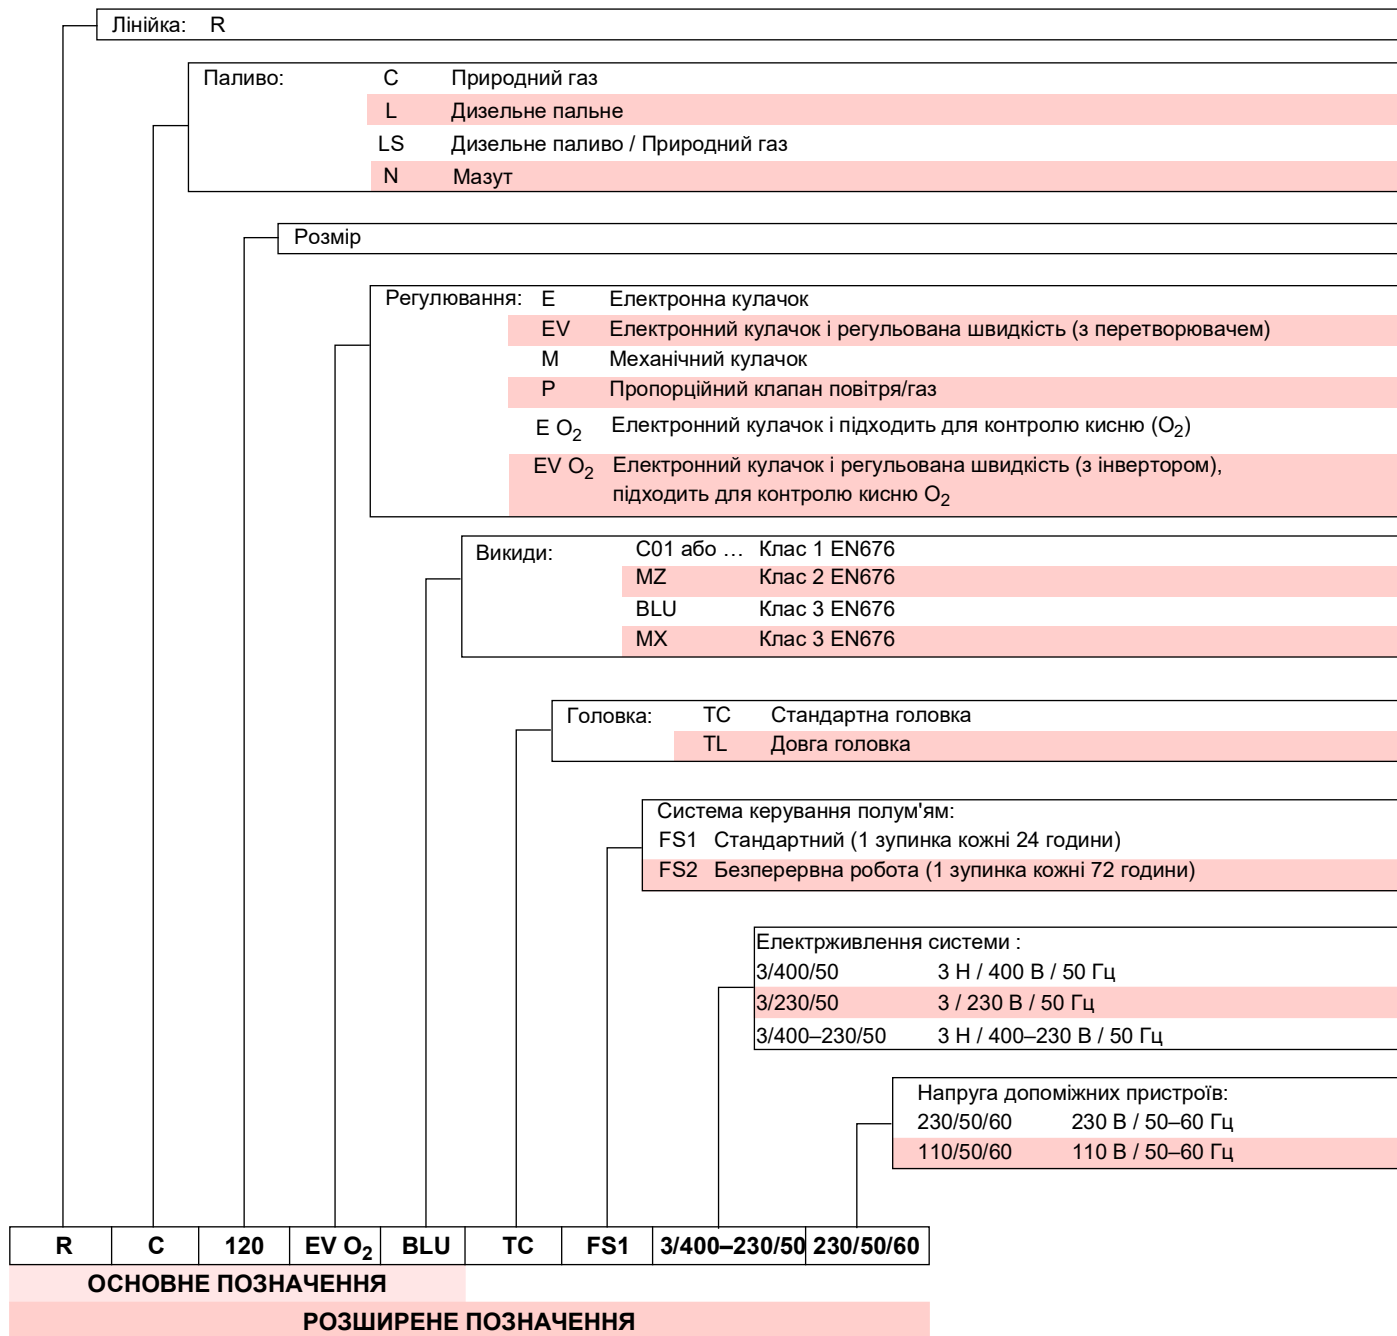 Лінійка: R
Паливо: C Природний газ
L Дизельне пальне
LS Дизельне паливо / Природний газ
N Мазут
Розмір
Регулювання: E Електронна кулачок
EV Електронний кулачок і регульована швидкість (з перетворювачем)
M Механічний кулачок
P Пропорційний клапан повітря/газ
E O₂ Електронний кулачок і підходить для контролю кисню (O₂)
EV O₂ Електронний кулачок і регульована швидкість (з інвертором),
підходить для контролю кисню O₂
Викиди: C01 або … Клас 1 EN676
MZ Клас 2 EN676
BLU Клас 3 EN676
MX Клас 3 EN676
Головка: TC Стандартна головка
TL Довга головка
Система керування полум'ям:
FS1 Стандартний (1 зупинка кожні 24 години)
FS2 Безперервна робота (1 зупинка кожні 72 години)
Електрживлення системи :
3/400/50 3 Н / 400 В / 50 Гц
3/230/50 3 / 230 В / 50 Гц
3/400–230/50 3 Н / 400–230 В / 50 Гц
Напруга допоміжних пристроїв:
230/50/60 230 В / 50–60 Гц
110/50/60 110 В / 50–60 Гц
R C 120 EV O₂ BLU TC FS1 3/400–230/50 230/50/60
ОСНОВНЕ ПОЗНАЧЕННЯ
РОЗШИРЕНЕ ПОЗНАЧЕННЯ